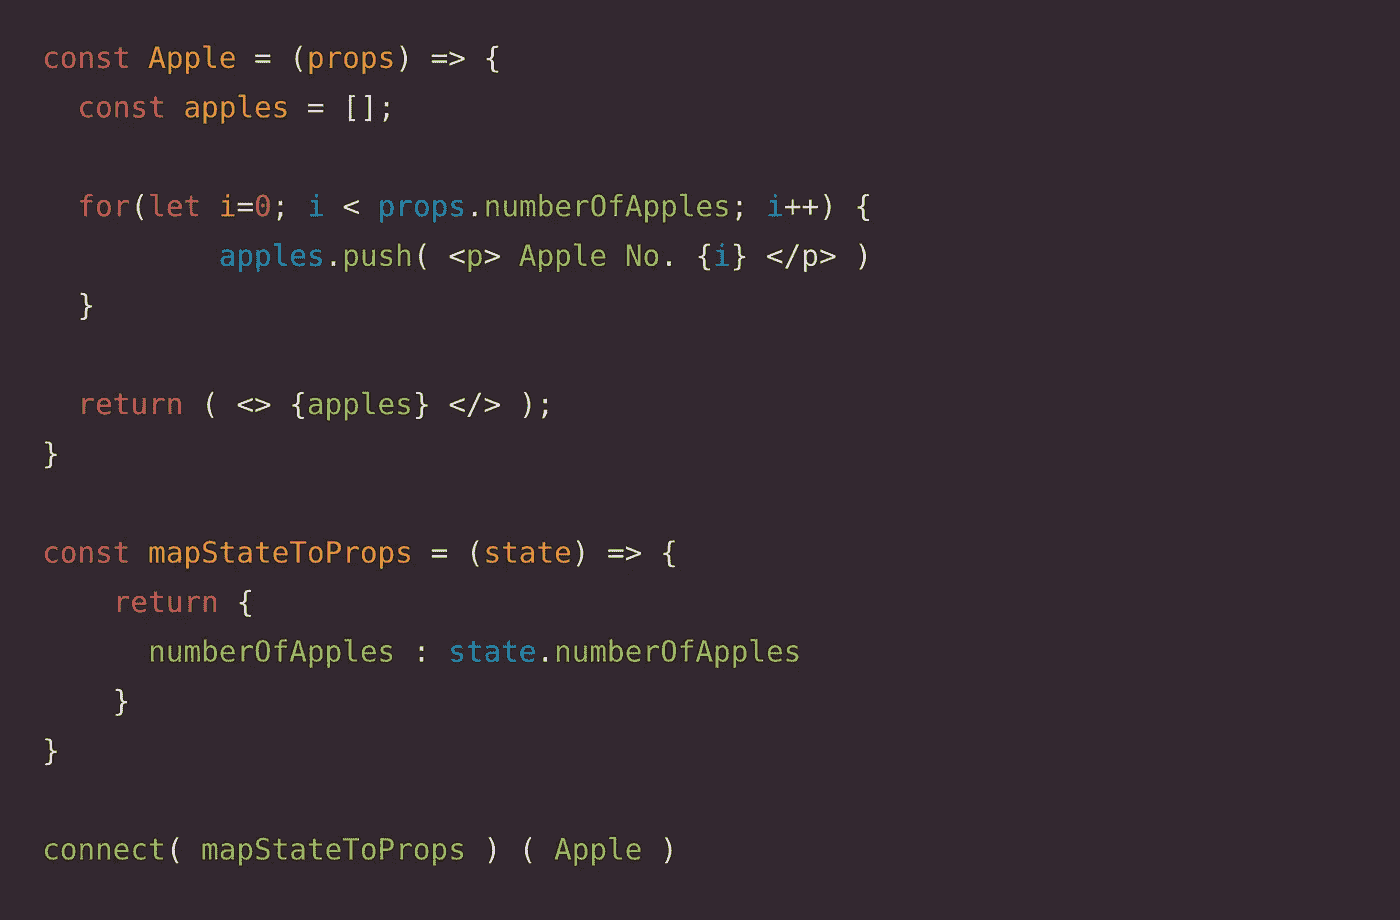 const Apple = (props) => {
  const apples = [];
  for(let i=0; i < props.numberOfApples; i++) {
          apples.push( <p> Apple No. {i} </p> )
  }
  return ( <> {apples} </> );
}
const mapStateToProps = (state) => {
    return {
      numberOfApples : state.numberOfApples
    }
}
connect( mapStateToProps ) ( Apple )